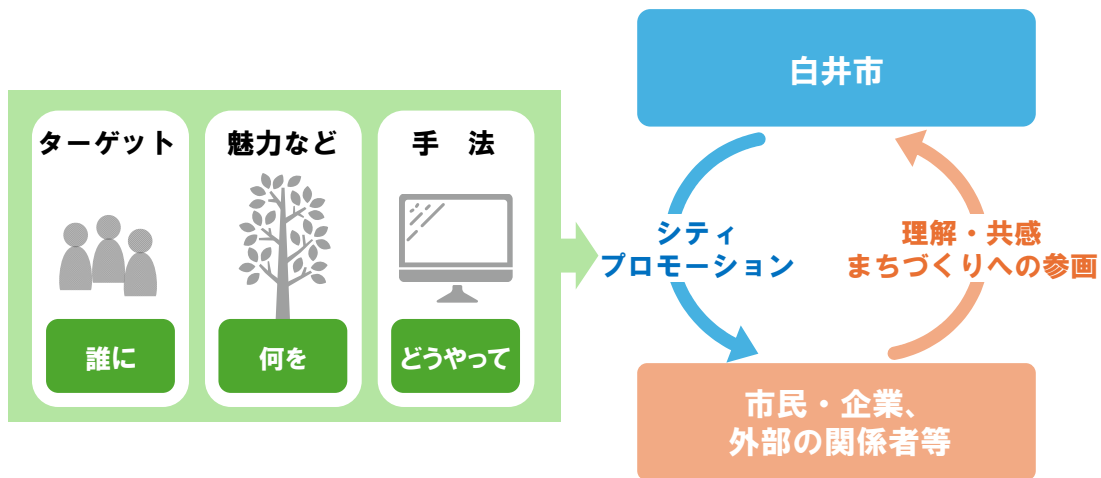 ターゲット
誰に
魅力など
何を
手　法
どうやって
白井市
シティ
プロモーション
理解・共感
まちづくりへの参画
市民・企業、
外部の関係者等